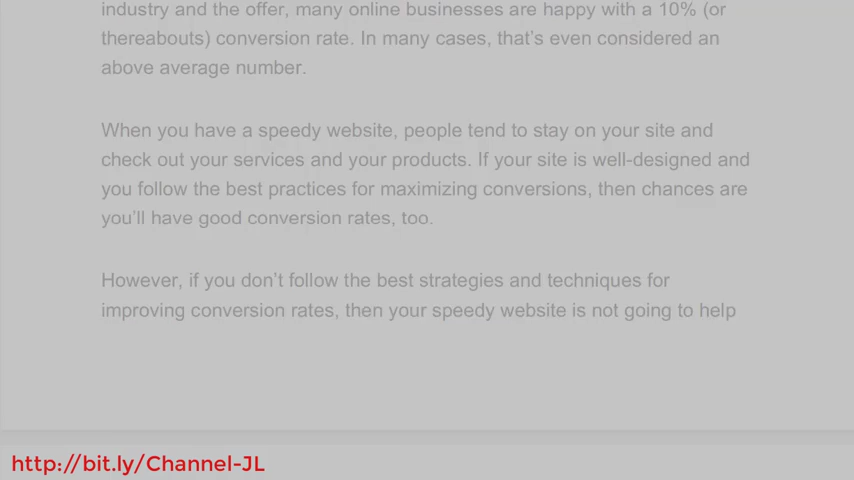 industry and the offer, many online businesses are happy with a 10% (or
thereabouts) conversion rate. In many cases, that's even considered an
above average number.
When you have a speedy website, people tend to stay on your site and
check out your services and your products. If your site is well-designed and
you follow the best practices for maximizing conversions, then chances are
you'll have good conversion rates, too.
However, if you don't follow the best strategies and techniques for
improving conversion rates, then your speedy website is not going to help
http://bit.ly/Channel-JL